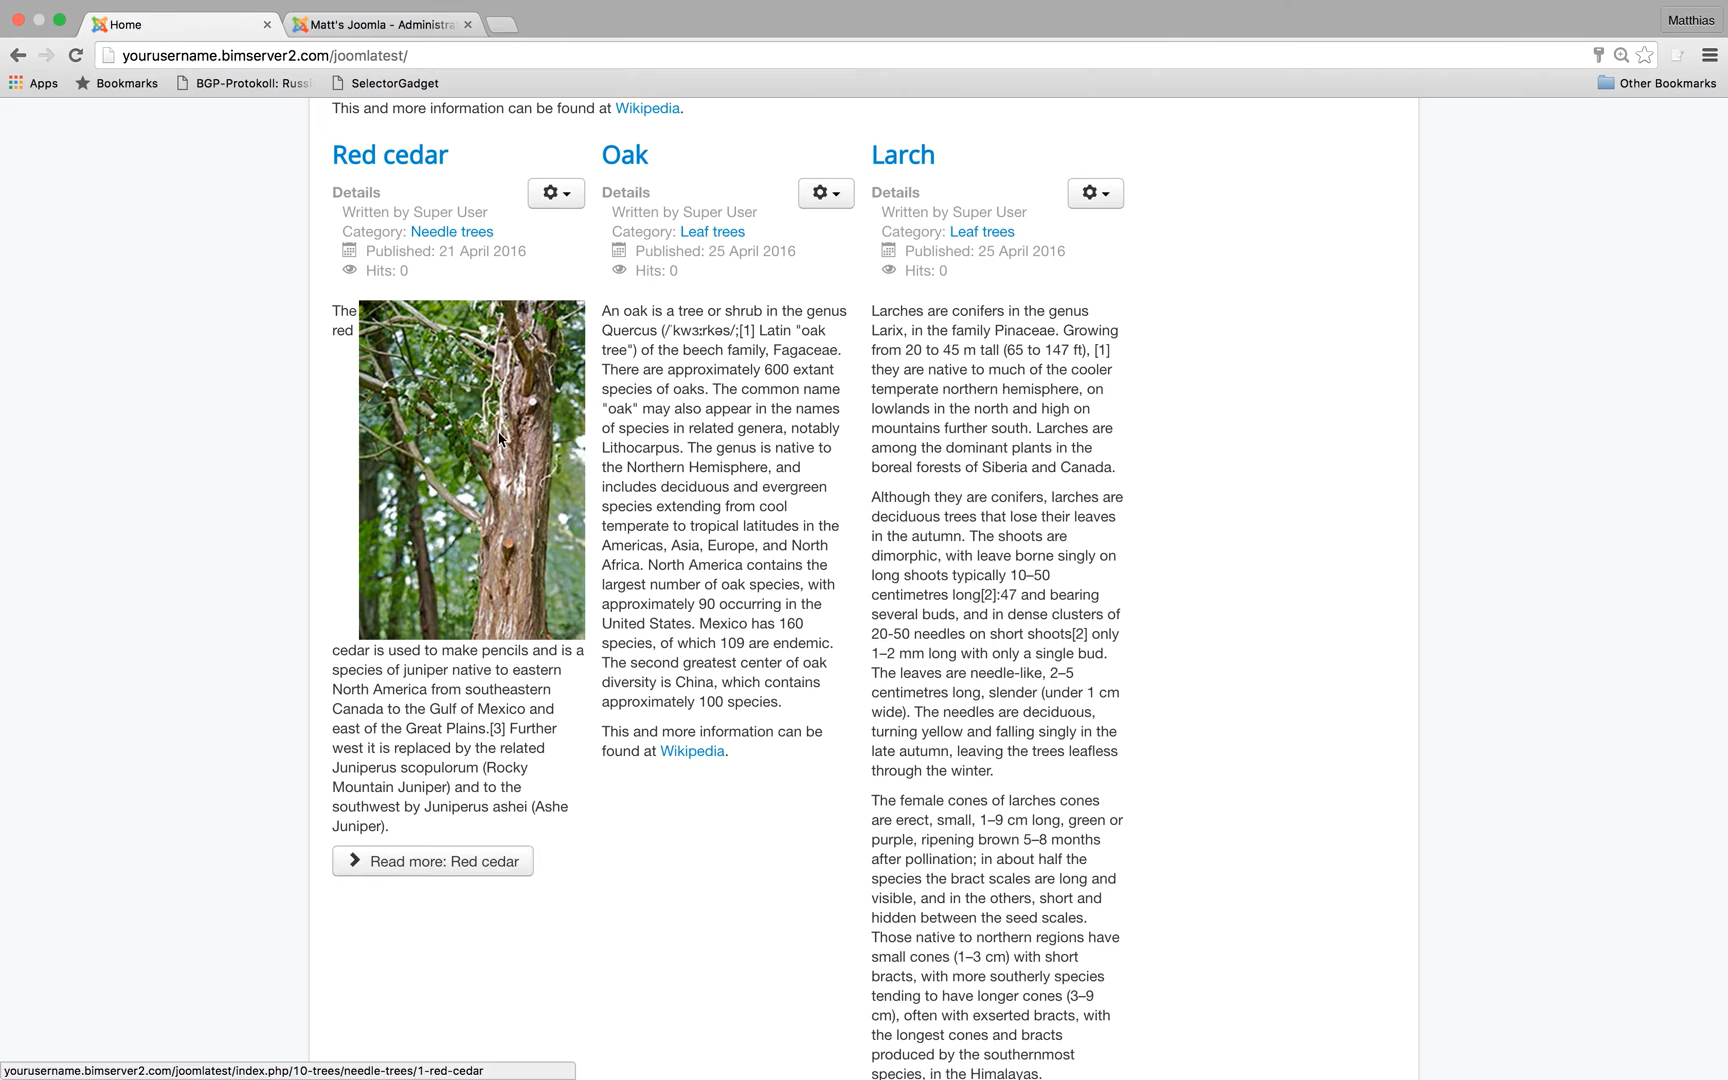 Home
Matt's Joomla - Administra
Matthias
yourusername.bimserver2.com/joomlatest/
Apps
Bookmarks
BGP-Protokoll: Russ
SelectorGadget
Other Bookmarks
This and more information can be found at Wikipedia.
Red cedar
Details
Written by Super User
Category: Needle trees
Published: 21 April 2016
Hits: 0
The
red
cedar is used to make pencils and is a
species of juniper native to eastern
North America from southeastern
Canada to the Gulf of Mexico and
east of the Great Plains.[3] Further
west it is replaced by the related
Juniperus scopulorum (Rocky
Mountain Juniper) and to the
southwest by Juniperus ashei (Ashe
Juniper).
Read more: Red cedar
Oak
Details
Written by Super User
Category: Leaf trees
Published: 25 April 2016
Hits: 0
An oak is a tree or shrub in the genus
Quercus (/ˈkwɜːrkəs/;[1] Latin "oak
tree") of the beech family, Fagaceae.
There are approximately 600 extant
species of oaks. The common name
"oak" may also appear in the names
of species in related genera, notably
Lithocarpus. The genus is native to
the Northern Hemisphere, and
includes deciduous and evergreen
species extending from cool
temperate to tropical latitudes in the
Americas, Asia, Europe, and North
Africa. North America contains the
largest number of oak species, with
approximately 90 occurring in the
United States. Mexico has 160
species, of which 109 are endemic.
The second greatest center of oak
diversity is China, which contains
approximately 100 species.
This and more information can be
found at Wikipedia.
Larch
Details
Written by Super User
Category: Leaf trees
Published: 25 April 2016
Hits: 0
Larches are conifers in the genus
Larix, in the family Pinaceae. Growing
from 20 to 45 m tall (65 to 147 ft), [1]
they are native to much of the cooler
temperate northern hemisphere, on
lowlands in the north and high on
mountains further south. Larches are
among the dominant plants in the
boreal forests of Siberia and Canada.
Although they are conifers, larches are
deciduous trees that lose their leaves
in the autumn. The shoots are
dimorphic, with leave borne singly on
long shoots typically 10–50
centimetres long[2]:47 and bearing
several buds, and in dense clusters of
20-50 needles on short shoots[2] only
1–2 mm long with only a single bud.
The leaves are needle-like, 2–5
centimetres long, slender (under 1 cm
wide). The needles are deciduous,
turning yellow and falling singly in the
late autumn, leaving the trees leafless
through the winter.
The female cones of larches cones
are erect, small, 1–9 cm long, green or
purple, ripening brown 5–8 months
after pollination; in about half the
species the bract scales are long and
visible, and in the others, short and
hidden between the seed scales.
Those native to northern regions have
small cones (1–3 cm) with short
bracts, with more southerly species
tending to have longer cones (3–9
cm), often with exserted bracts, with
the longest cones and bracts
produced by the southernmost
species, in the Himalayas.
yourusername.bimserver2.com/joomlatest/index.php/10-trees/needle-trees/1-red-cedar